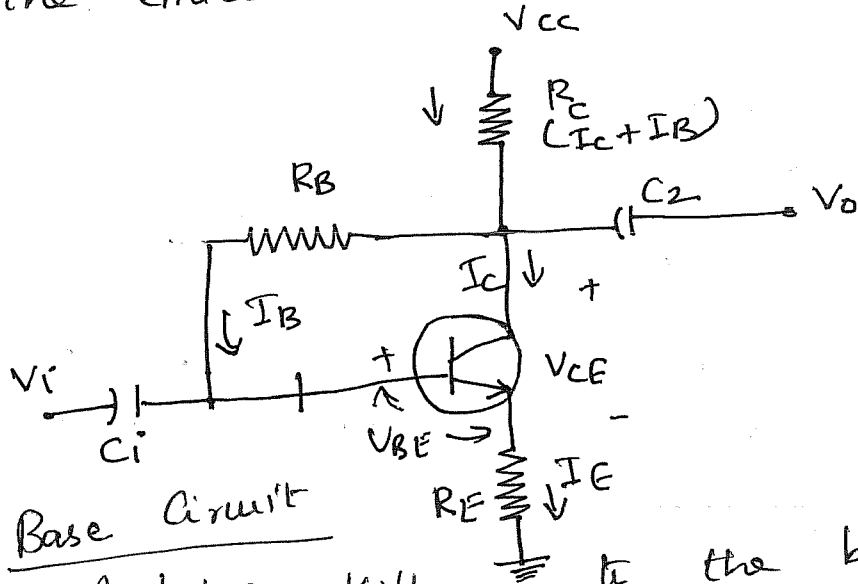 the
Vcc
↓ Rc
(Ic + IB)
RB
C2
Vo
Ic ↓ +
↓ IB
Vi
+
VCE
Ci
VBE →
−
RE
↓ IE
Base Circuit
to the